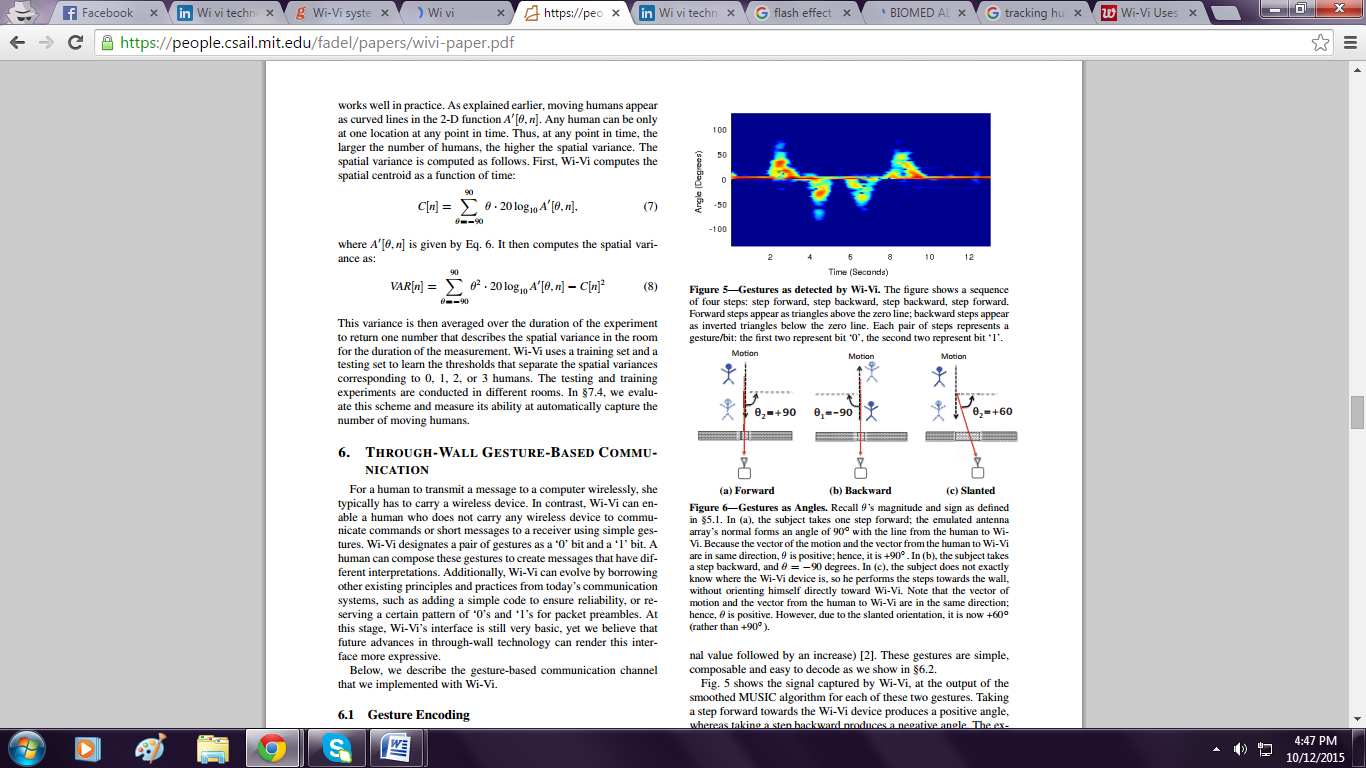 Facebook
Wi vi techn
Wi-Vi syste
Wi vi
https://peo
Wi vi techn
flash effect
BIOMED AL
tracking hu
Wi-Vi Uses
https://people.csail.mit.edu/fadel/papers/wivi-paper.pdf
works well in practice. As explained earlier, moving humans appear
as curved lines in the 2-D function A′[θ, n]. Any human can be only
at one location at any point in time. Thus, at any point in time, the
larger the number of humans, the higher the spatial variance. The
spatial variance is computed as follows. First, Wi-Vi computes the
spatial centroid as a function of time:
90
C[n] = ∑ θ · 20 log₁₀ A′[θ, n], (7)
θ=−90
where A′[θ, n] is given by Eq. 6. It then computes the spatial vari-
ance as:
90
VAR[n] = ∑ θ² · 20 log₁₀ A′[θ, n] − C[n]² (8)
θ=−90
This variance is then averaged over the duration of the experiment
to return one number that describes the spatial variance in the room
for the duration of the measurement. Wi-Vi uses a training set and a
testing set to learn the thresholds that separate the spatial variances
corresponding to 0, 1, 2, or 3 humans. The testing and training
experiments are conducted in different rooms. In §7.4, we evalu-
ate this scheme and measure its ability at automatically capture the
number of moving humans.
6. THROUGH-WALL GESTURE-BASED COMMU-
NICATION
For a human to transmit a message to a computer wirelessly, she
typically has to carry a wireless device. In contrast, Wi-Vi can en-
able a human who does not carry any wireless device to commu-
nicate commands or short messages to a receiver using simple ges-
tures. Wi-Vi designates a pair of gestures as a ‘0’ bit and a ‘1’ bit. A
human can compose these gestures to create messages that have dif-
ferent interpretations. Additionally, Wi-Vi can evolve by borrowing
other existing principles and practices from today’s communication
systems, such as adding a simple code to ensure reliability, or re-
serving a certain pattern of ‘0’s and ‘1’s for packet preambles. At
this stage, Wi-Vi’s interface is still very basic, yet we believe that
future advances in through-wall technology can render this inter-
face more expressive.
Below, we describe the gesture-based communication channel
that we implemented with Wi-Vi.
6.1 Gesture Encoding
Angle (Degrees)
100
50
0
-50
-100
2 4 6 8 10 12
Time (Seconds)
Figure 5—Gestures as detected by Wi-Vi. The figure shows a sequence
of four steps: step forward, step backward, step backward, step forward.
Forward steps appear as triangles above the zero line; backward steps appear
as inverted triangles below the zero line. Each pair of steps represents a
gesture/bit: the first two represent bit ‘0’, the second two represent bit ‘1’.
Motion Motion Motion
θ₂=+90 θ₁=-90 θ₂=+60
(a) Forward (b) Backward (c) Slanted
Figure 6—Gestures as Angles. Recall θ’s magnitude and sign as defined
in §5.1. In (a), the subject takes one step forward; the emulated antenna
array’s normal forms an angle of 90° with the line from the human to Wi-
Vi. Because the vector of the motion and the vector from the human to Wi-Vi
are in same direction, θ is positive; hence, it is +90°. In (b), the subject takes
a step backward, and θ = −90 degrees. In (c), the subject does not exactly
know where the Wi-Vi device is, so he performs the steps towards the wall,
without orienting himself directly toward Wi-Vi. Note that the vector of
motion and the vector from the human to Wi-Vi are in the same direction;
hence, θ is positive. However, due to the slanted orientation, it is now +60°
(rather than +90°).
nal value followed by an increase) [2]. These gestures are simple,
composable and easy to decode as we show in §6.2.
Fig. 5 shows the signal captured by Wi-Vi, at the output of the
smoothed MUSIC algorithm for each of these two gestures. Taking
a step forward towards the Wi-Vi device produces a positive angle,
whereas taking a step backward produces a negative angle. The ex-
4:47 PM
10/12/2015